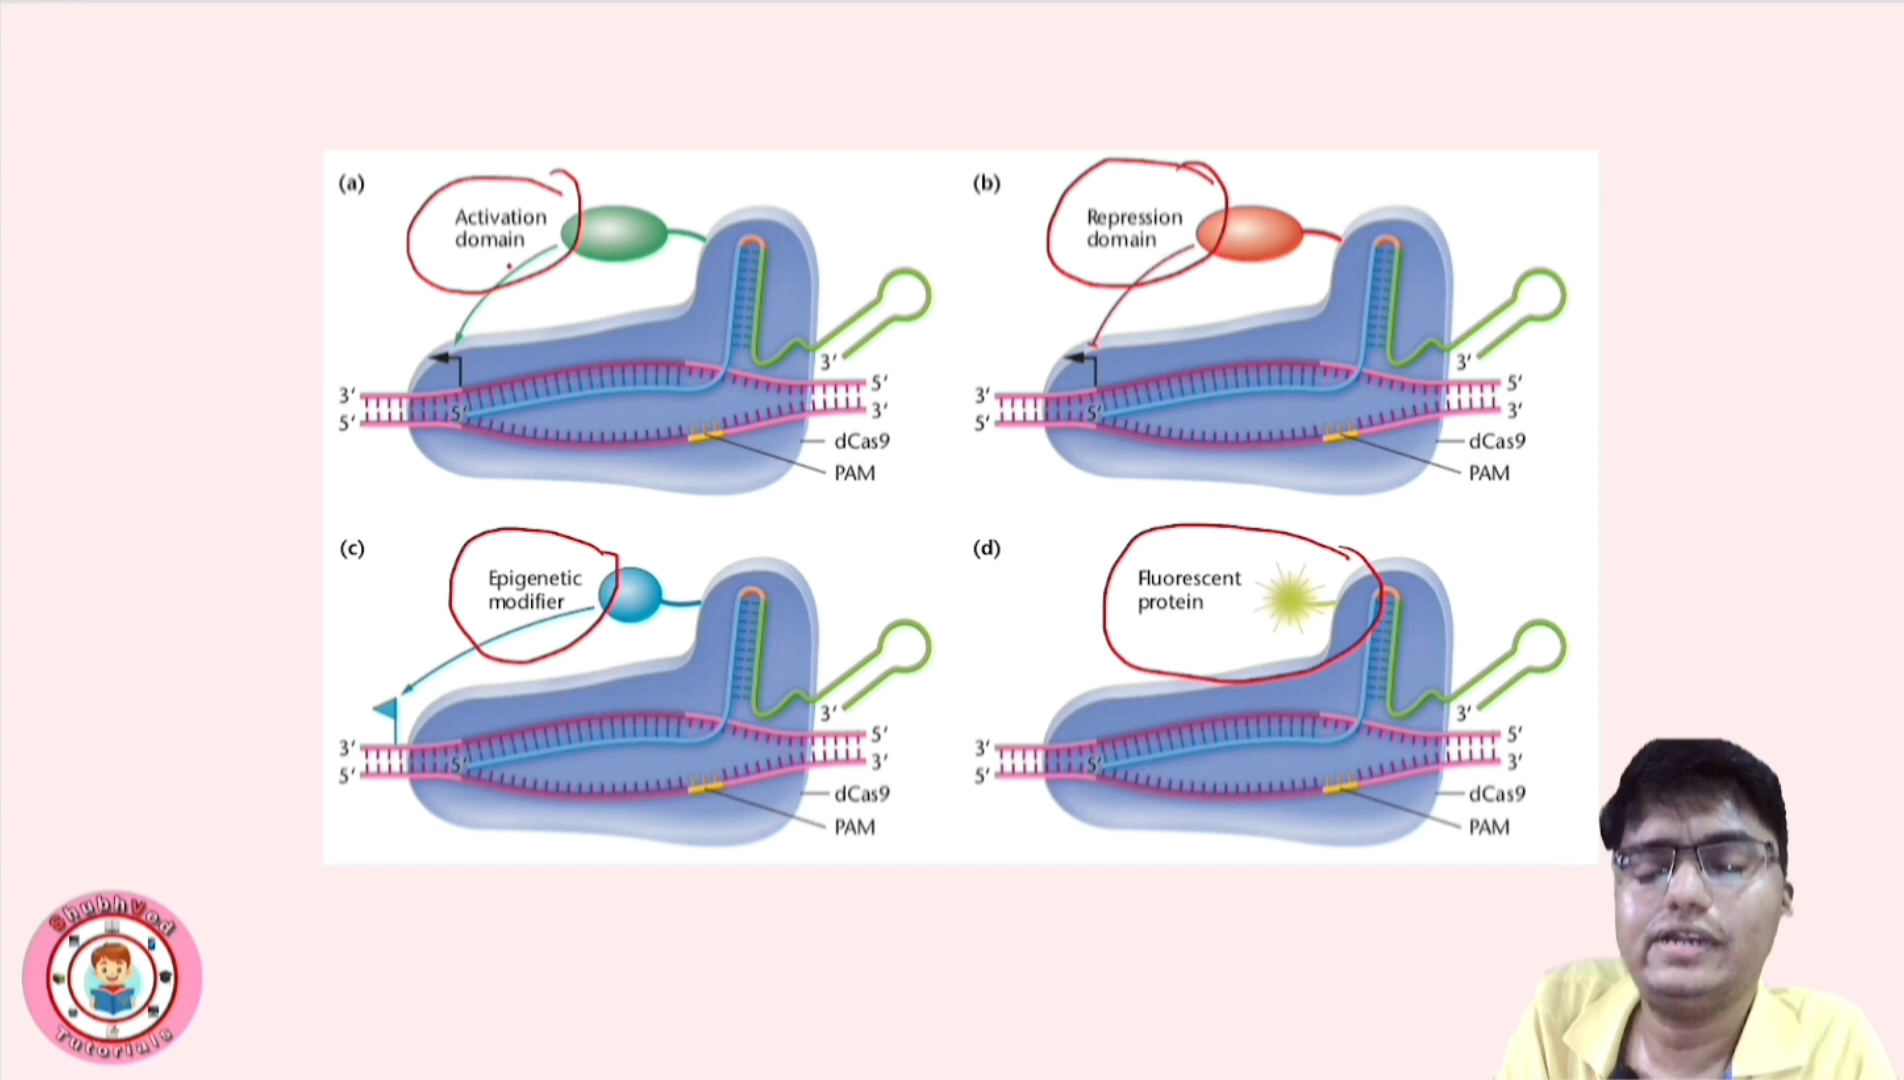 (a)
Activation
domain
3′
3′
5′
5′
5′
3′
dCas9
PAM
(b)
Repression
domain
3′
3′
5′
5′
5′
3′
dCas9
PAM
(c)
Epigenetic
modifier
3′
3′
5′
5′
5′
3′
dCas9
PAM
(d)
Fluorescent
protein
3′
3′
5′
5′
5′
3′
dCas9
PAM
ShubhVed
Tutorials